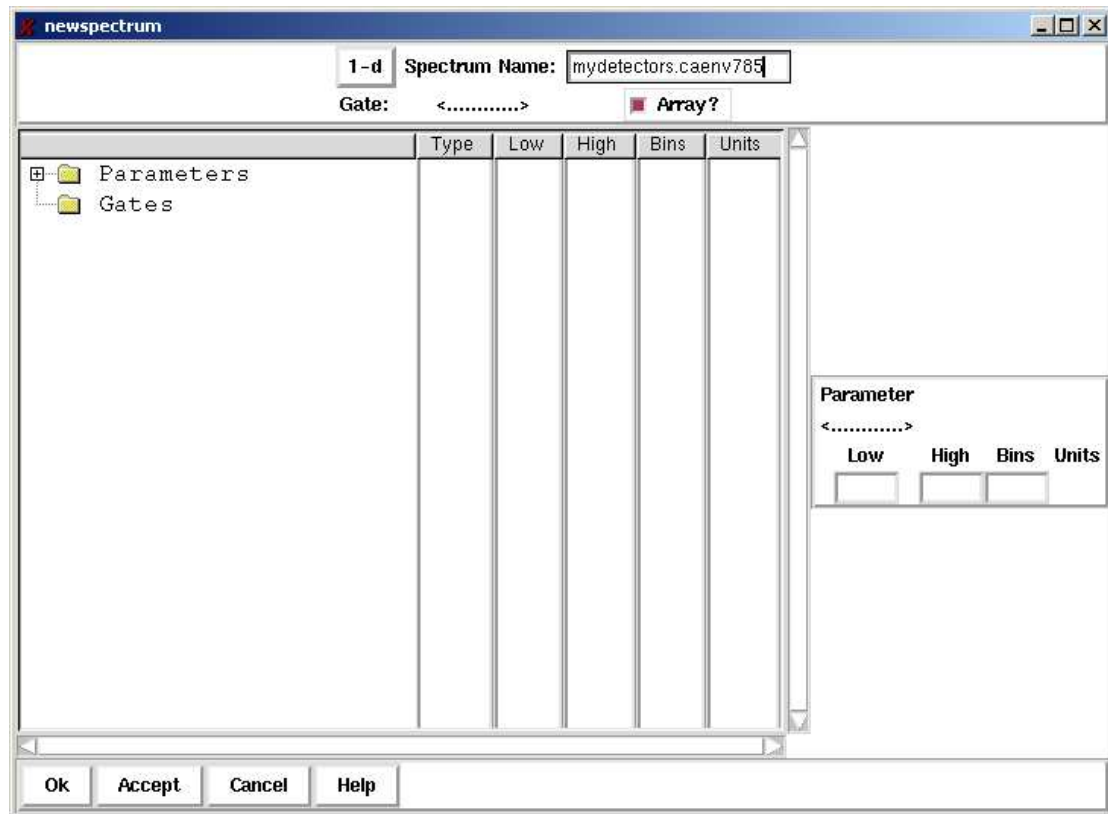 newspectrum
1-d Spectrum Name: mydetectors.caenv785
Gate: <............> Array?
Type Low High Bins Units
Parameters
Gates
Parameter
<............>
Low High Bins Units
Ok Accept Cancel Help